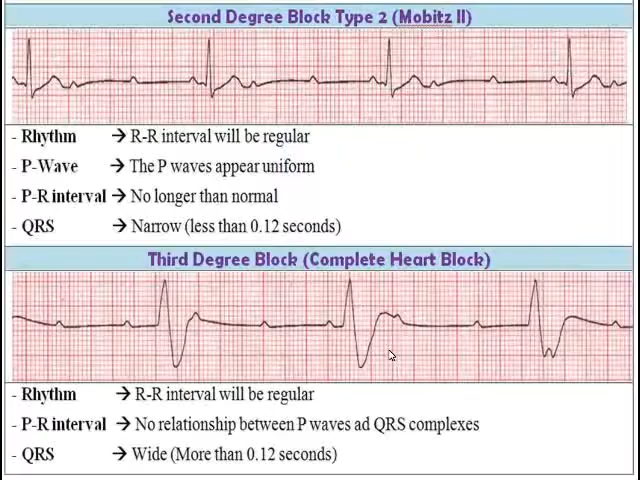 Second Degree Block Type 2 (Mobitz II)
- Rhythm → R-R interval will be regular
- P-Wave → The P waves appear uniform
- P-R interval → No longer than normal
- QRS → Narrow (less than 0.12 seconds)
Third Degree Block (Complete Heart Block)
- Rhythm → R-R interval will be regular
- P-R interval → No relationship between P waves ad QRS complexes
- QRS → Wide (More than 0.12 seconds)